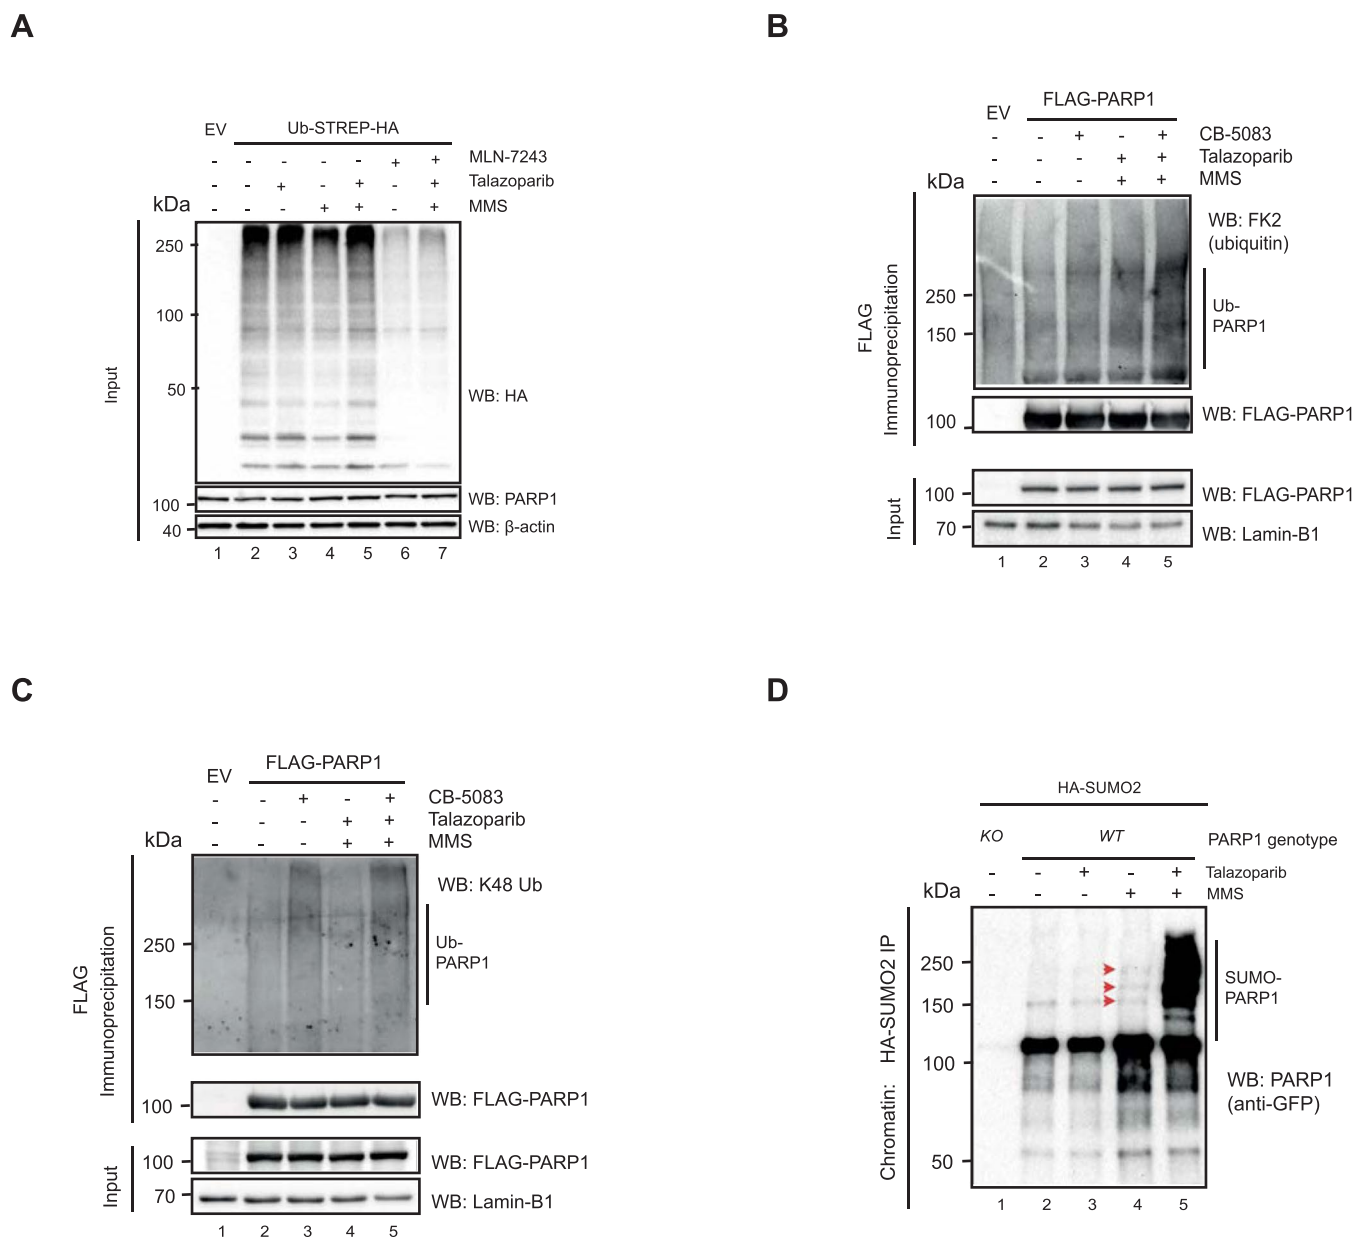 A
EV Ub-STREP-HA
- - - - - + + MLN-7243
- - + - + - + Talazoparib
- - - + + - + MMS
kDa
250
100
50
Input
WB: HA
100 WB: PARP1
40 WB: β-actin
1 2 3 4 5 6 7
B
EV FLAG-PARP1
- - + - + CB-5083
- - - + + Talazoparib
- - - + + MMS
kDa
WB: FK2
(ubiquitin)
250
150
Ub-
PARP1
FLAG
Immunoprecipitation
100 WB: FLAG-PARP1
Input
100 WB: FLAG-PARP1
70 WB: Lamin-B1
1 2 3 4 5
C
EV FLAG-PARP1
- - + - + CB-5083
- - - + + Talazoparib
- - - + + MMS
kDa
WB: K48 Ub
250
150
Ub-
PARP1
FLAG
Immunoprecipitation
100 WB: FLAG-PARP1
Input
100 WB: FLAG-PARP1
70 WB: Lamin-B1
1 2 3 4 5
D
HA-SUMO2
KO WT PARP1 genotype
- - + - + Talazoparib
- - - + + MMS
kDa
250
150
100
50
SUMO-
PARP1
WB: PARP1
(anti-GFP)
Chromatin: HA-SUMO2 IP
1 2 3 4 5